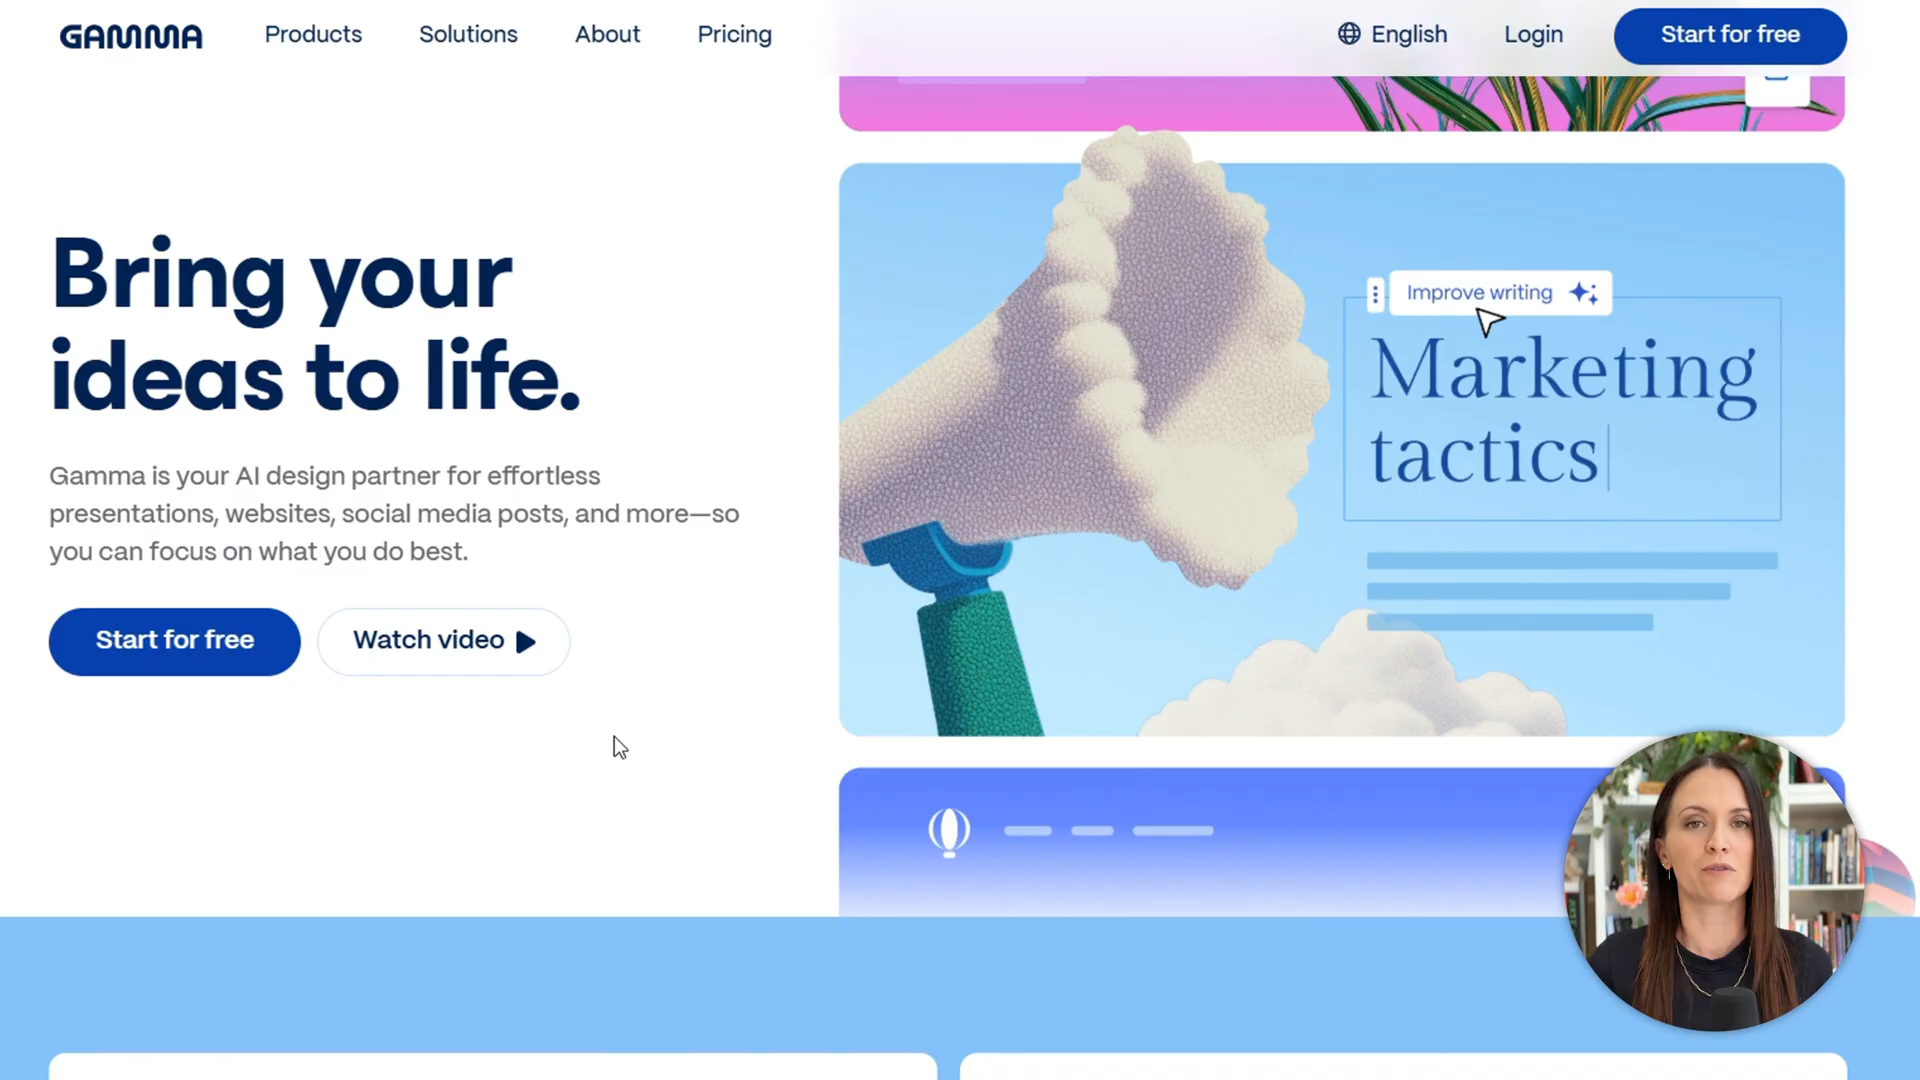 GAMMA
Products
Solutions
About
Pricing
English
Login
Start for free
Bring your
ideas to life.
Gamma is your AI design partner for effortless
presentations, websites, social media posts, and more—so
you can focus on what you do best.
Start for free
Watch video
Improve writing
Marketing
tactics